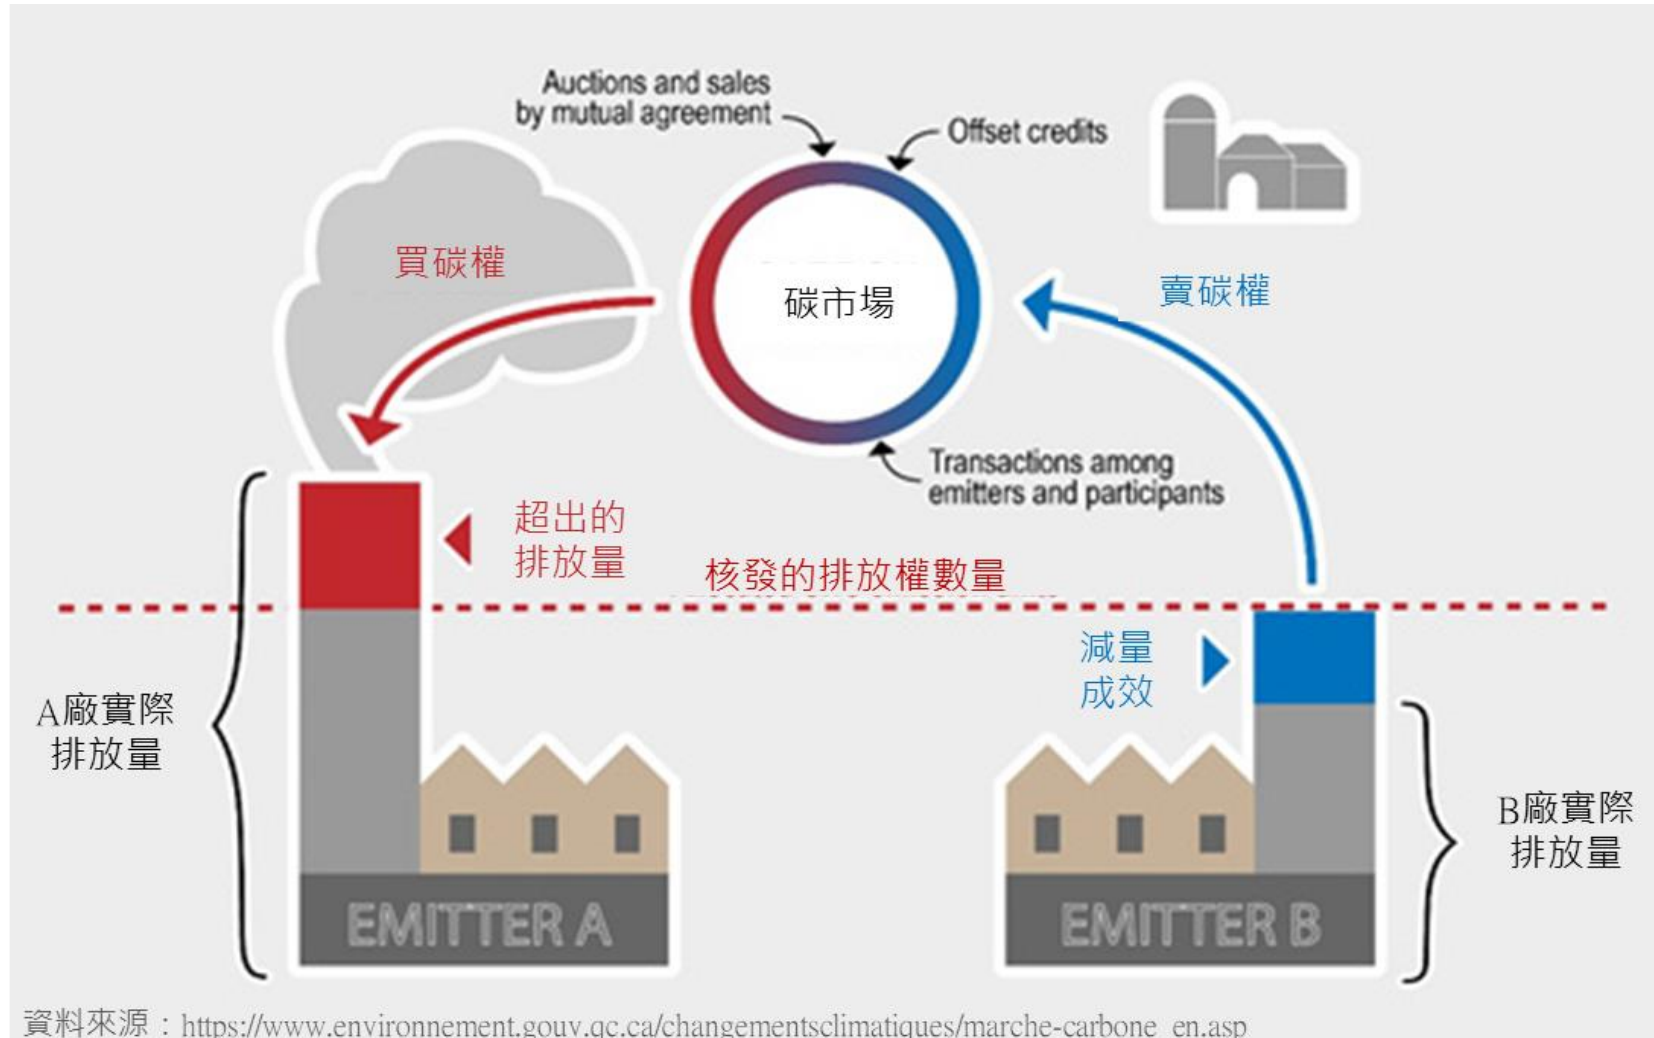 Auctions and sales
by mutual agreement
Offset credits
買碳權
碳市場
賣碳權
Transactions among
emitters and participants
超出的
排放量
核發的排放權數量
減量
成效
A廠實際
排放量
B廠實際
排放量
EMITTER A
EMITTER B
資料來源：https://www.environnement.gouv.qc.ca/changementsclimatiques/marche-carbone_en.asp